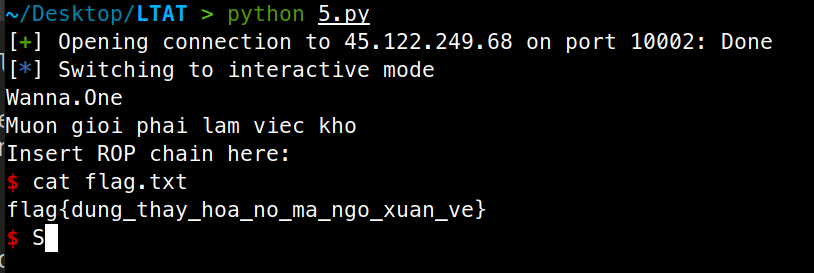 ~/Desktop/LTAT > python 5.py
[+] Opening connection to 45.122.249.68 on port 10002: Done
[*] Switching to interactive mode
Wanna.One
Muon gioi phai lam viec kho
Insert ROP chain here:
$ cat flag.txt
flag{dung_thay_hoa_no_ma_ngo_xuan_ve}
$ S